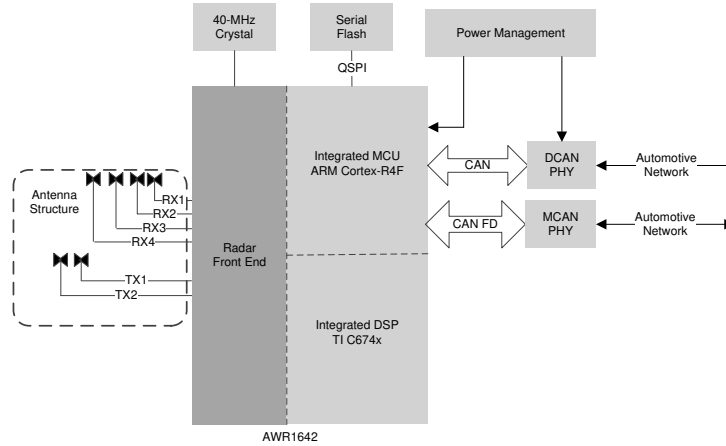 40-MHz
Crystal
Serial
Flash
Power Management
QSPI
Integrated MCU
ARM Cortex-R4F
CAN
DCAN
PHY
Automotive
Network
Antenna
Structure
RX1
RX2
RX3
RX4
CAN FD
MCAN
PHY
Automotive
Network
Radar
Front End
TX1
TX2
Integrated DSP
TI C674x
AWR1642